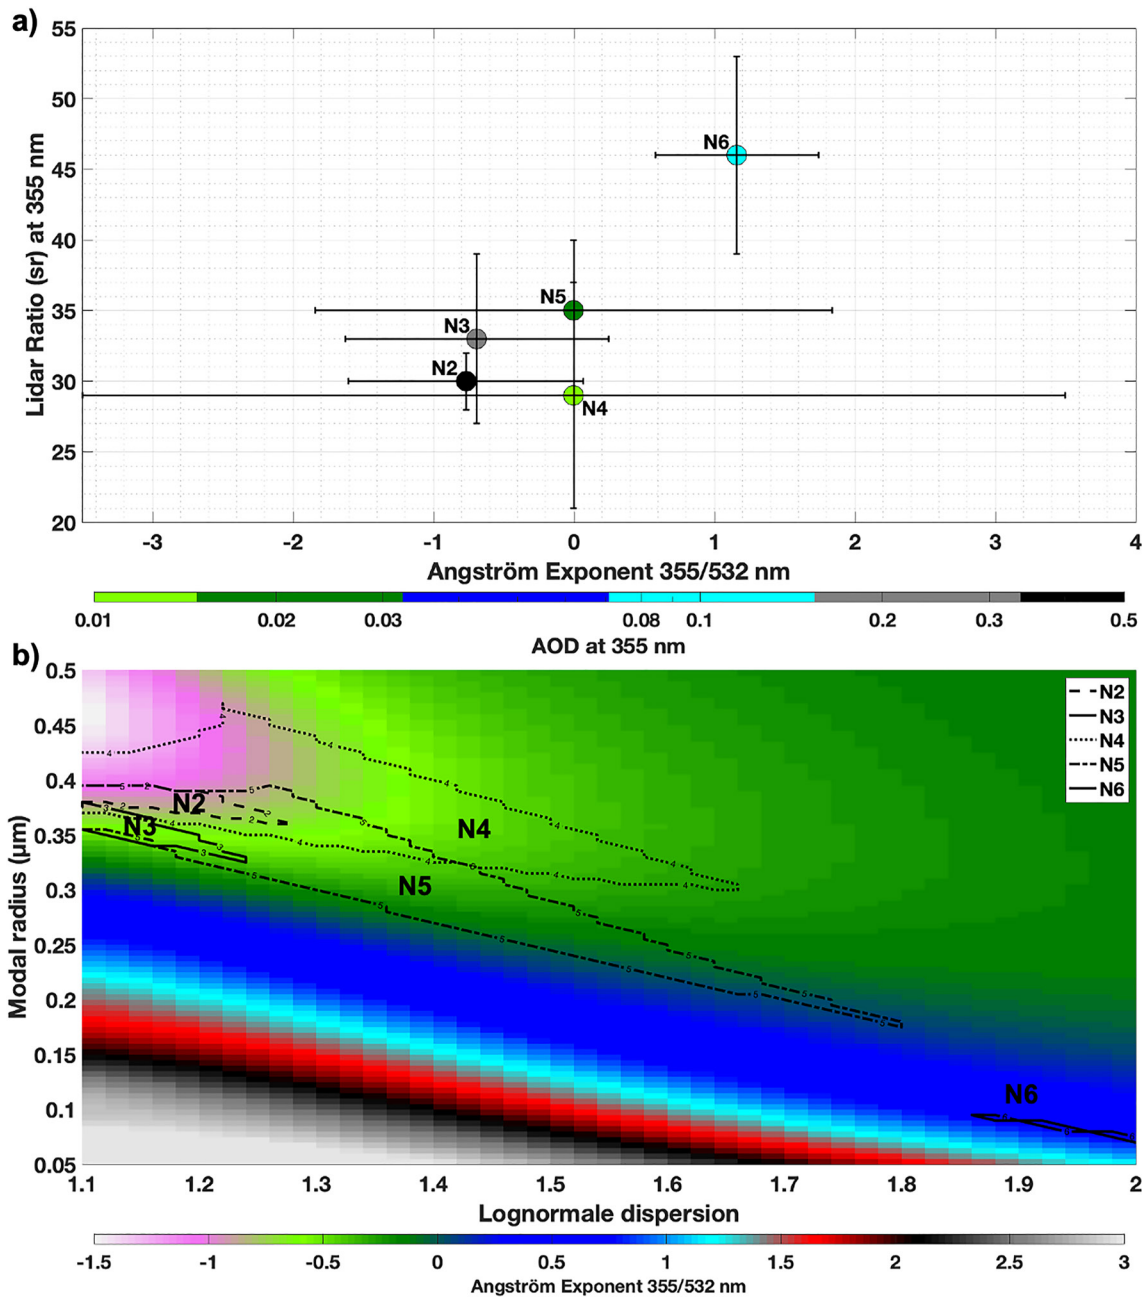 a)
55
50
45
40
35
30
25
20
Lidar Ratio (sr) at 355 nm
N6
N5
N3
N2
N4
-3 -2 -1 0 1 2 3 4
Angström Exponent 355/532 nm
0.01 0.02 0.03 0.08 0.1 0.2 0.3 0.5
AOD at 355 nm
b)
0.5
0.45
0.4
0.35
0.3
0.25
0.2
0.15
0.1
0.05
Modal radius (μm)
N2
N3
N4
N5
N6
N2
N3
N4
N5
N6
1.1 1.2 1.3 1.4 1.5 1.6 1.7 1.8 1.9 2
Lognormale dispersion
-1.5 -1 -0.5 0 0.5 1 1.5 2 2.5 3
Angström Exponent 355/532 nm